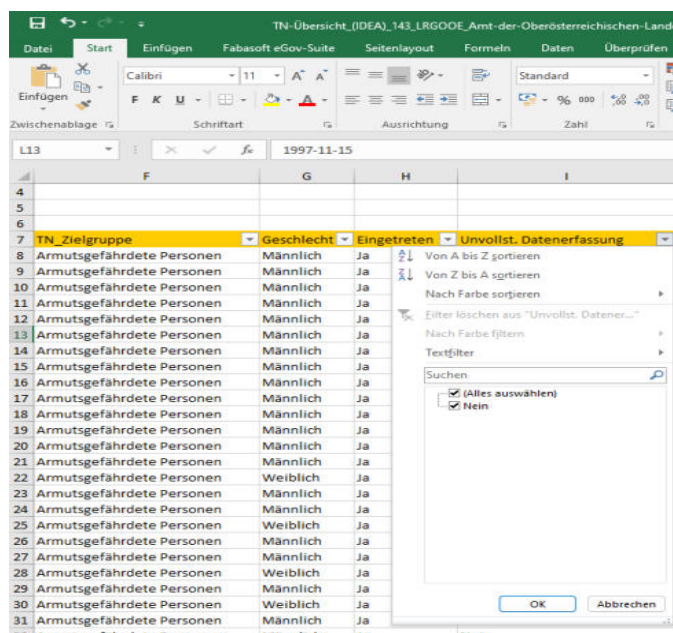 TN-Übersicht_(IDEA)_143_LRGOOE_Amt-der-Oberösterreichischen-Land
Datei Start Einfügen Fabasoft eGov-Suite Seitenlayout Formeln Daten Überprüfen
Calibri 11 A A Standard
Einfügen F K U A % 000
Zwischenablage Schriftart Ausrichtung Zahl
L13 fx 1997-11-15
F G H I
4
5
6
7 TN_Zielgruppe Geschlecht Eingetreten Unvollst. Datenerfassung
8 Armutsgefährdete Personen Männlich Ja Von A bis Z sortieren
9 Armutsgefährdete Personen Männlich Ja Von Z bis A sortieren
10 Armutsgefährdete Personen Männlich Ja Nach Farbe sortieren
11 Armutsgefährdete Personen Männlich Ja Filter löschen aus "Unvollst. Datener..."
12 Armutsgefährdete Personen Männlich Ja
13 Armutsgefährdete Personen Männlich Ja Nach Farbe filtern
14 Armutsgefährdete Personen Männlich Ja Textfilter
15 Armutsgefährdete Personen Männlich Ja Suchen
16 Armutsgefährdete Personen Männlich Ja (Alles auswählen)
17 Armutsgefährdete Personen Männlich Ja Nein
18 Armutsgefährdete Personen Männlich Ja
19 Armutsgefährdete Personen Männlich Ja
20 Armutsgefährdete Personen Männlich Ja
21 Armutsgefährdete Personen Männlich Ja
22 Armutsgefährdete Personen Weiblich Ja
23 Armutsgefährdete Personen Männlich Ja
24 Armutsgefährdete Personen Männlich Ja
25 Armutsgefährdete Personen Weiblich Ja
26 Armutsgefährdete Personen Männlich Ja
27 Armutsgefährdete Personen Männlich Ja
28 Armutsgefährdete Personen Weiblich Ja
29 Armutsgefährdete Personen Männlich Ja
30 Armutsgefährdete Personen Weiblich Ja OK Abbrechen
31 Armutsgefährdete Personen Männlich Ja